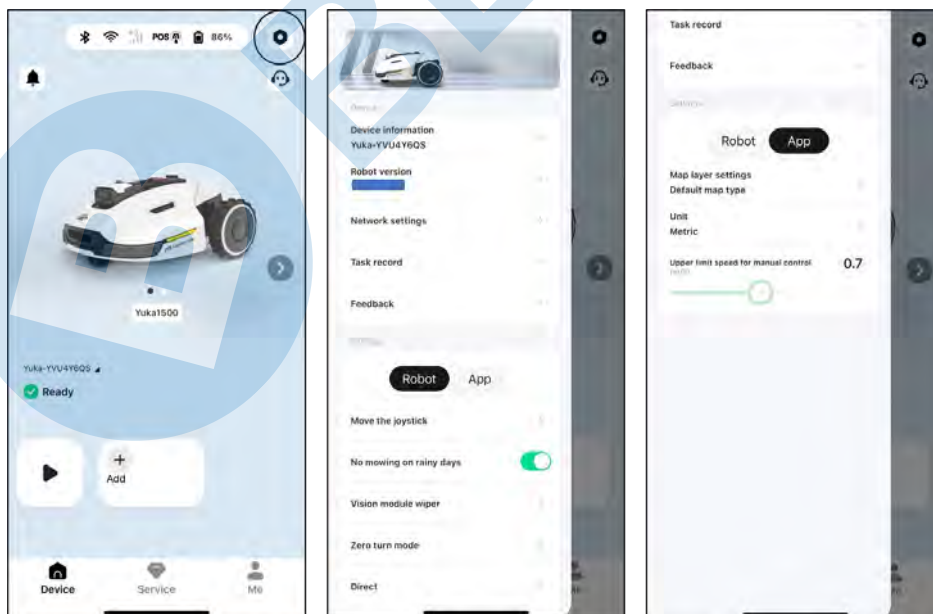 POS
86%
Yuka1500
Yuka-YVU4Y6QS
Ready
Add
Device
Service
Me
Device
Device information
Yuka-YVU4Y6QS
Robot version
Network settings
Task record
Feedback
Settings
Robot App
Move the joystick
No mowing on rainy days
Vision module wiper
Zero turn mode
Direct
Task record
Feedback
Settings
Robot App
Map layer settings
Default map type
Unit
Metric
Upper limit speed for manual control
0.7